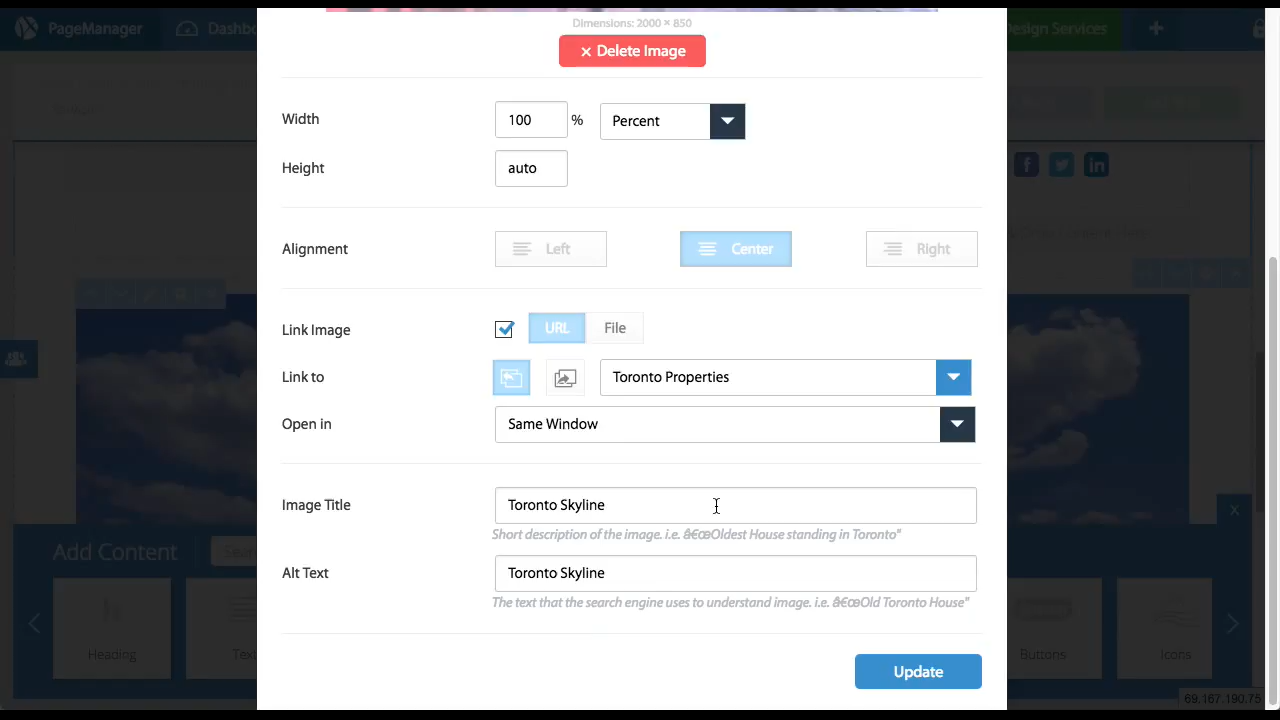 PageManager
Dashbo
Design Services
Dimensions: 2000 × 850
× Delete Image
Width
100
%
Percent
Height
auto
Alignment
Left
Center
Right
Link Image
URL
File
Link to
Toronto Properties
Open in
Same Window
Image Title
Toronto Skyline
Short description of the image. i.e. â€œOldest House standing in Toronto"
Alt Text
Toronto Skyline
The text that the search engine uses to understand image. i.e. â€œOld Toronto House"
Update
Add Content
Sear
X
Heading
Text
Buttons
Icons
69.167.190.75